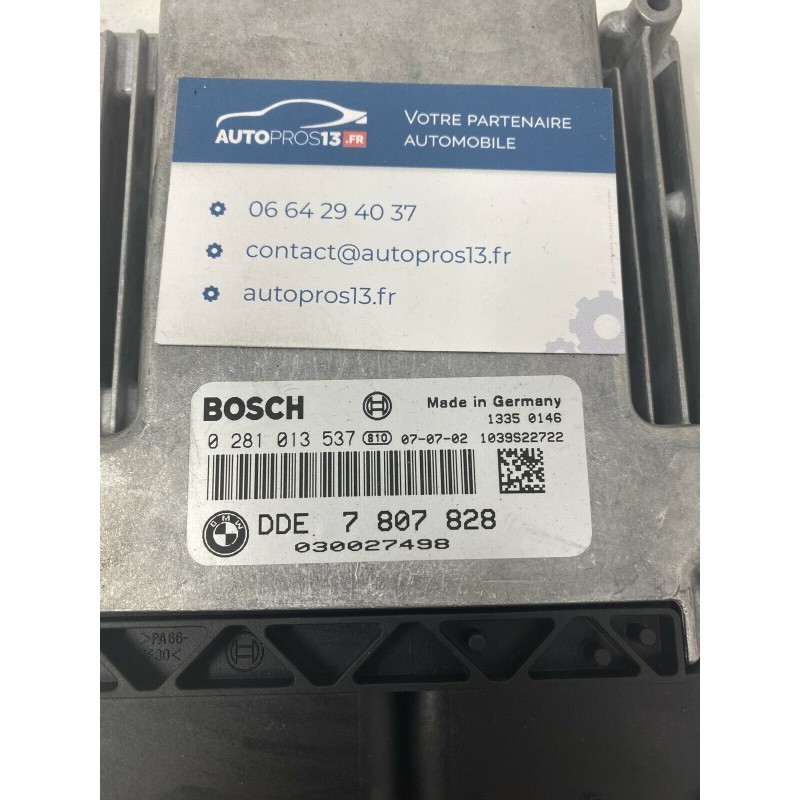 AUTOPROS13.FR
VOTRE PARTENAIRE
AUTOMOBILE
06 64 29 40 37
contact@autopros13.fr
autopros13.fr
BOSCH
Made in Germany
1335 0146
0 281 013 537 810 07-07-02 1039S22722
BMW
DDE 7 807 828
030027498
>PA66-